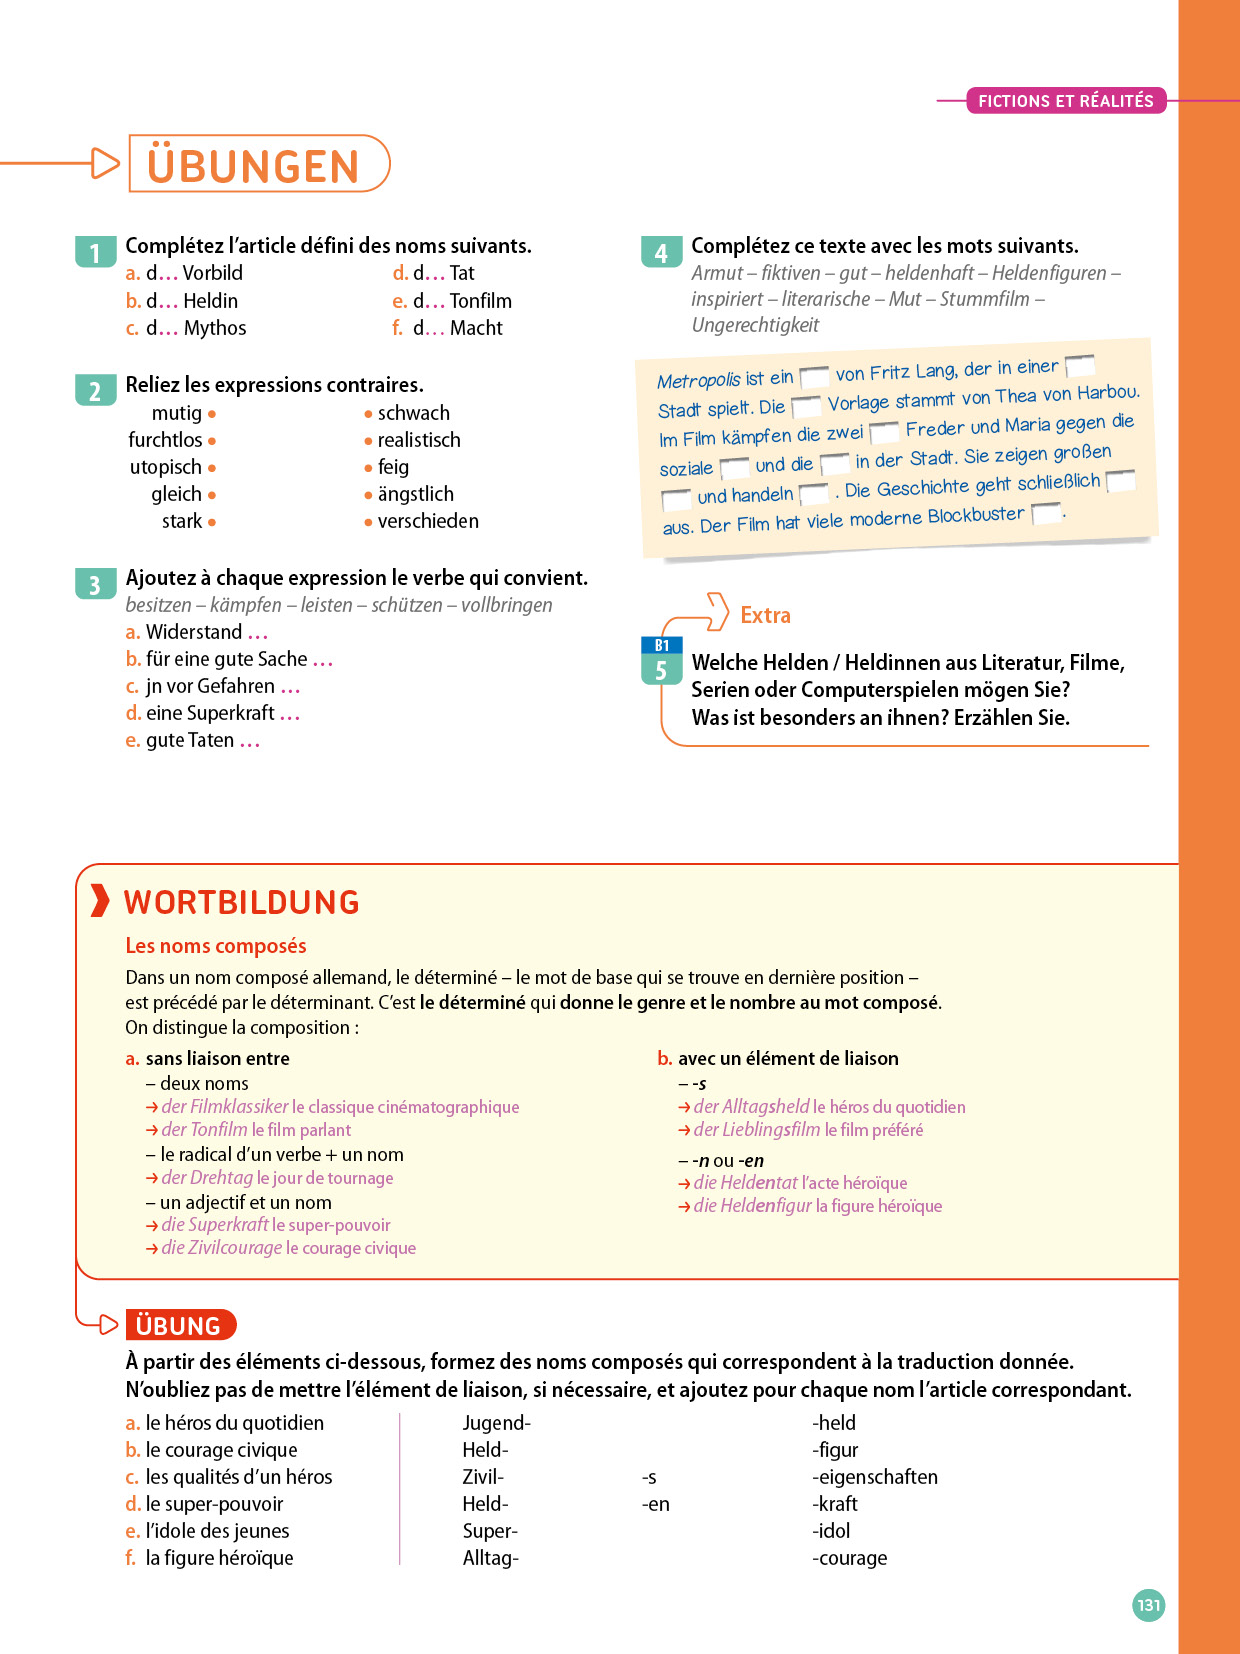 FICTIONS ET RÉALITÉS
ÜBUNGEN
1 Complétez l’article défini des noms suivants.
a. d… Vorbild
b. d… Heldin
c. d… Mythos
d. d… Tat
e. d… Tonfilm
f. d… Macht
2 Reliez les expressions contraires.
mutig • • schwach
furchtlos • • realistisch
utopisch • • feig
gleich • • ängstlich
stark • • verschieden
3 Ajoutez à chaque expression le verbe qui convient.
besitzen – kämpfen – leisten – schützen – vollbringen
a. Widerstand …
b. für eine gute Sache …
c. jn vor Gefahren …
d. eine Superkraft …
e. gute Taten …
4 Complétez ce texte avec les mots suivants.
Armut – fiktiven – gut – heldenhaft – Heldenfiguren –
inspiriert – literarische – Mut – Stummfilm –
Ungerechtigkeit
Metropolis ist ein von Fritz Lang, der in einer
Stadt spielt. Die Vorlage stammt von Thea von Harbou.
Im Film kämpfen die zwei Freder und Maria gegen die
soziale und die in der Stadt. Sie zeigen großen
und handeln . Die Geschichte geht schließlich
aus. Der Film hat viele moderne Blockbuster .
Extra
B1
5 Welche Helden / Heldinnen aus Literatur, Filme,
Serien oder Computerspielen mögen Sie?
Was ist besonders an ihnen? Erzählen Sie.
WORTBILDUNG
Les noms composés
Dans un nom composé allemand, le déterminé – le mot de base qui se trouve en dernière position –
est précédé par le déterminant. C’est le déterminé qui donne le genre et le nombre au mot composé.
On distingue la composition :
a. sans liaison entre
– deux noms
→ der Filmklassiker le classique cinématographique
→ der Tonfilm le film parlant
– le radical d’un verbe + un nom
→ der Drehtag le jour de tournage
– un adjectif et un nom
→ die Superkraft le super-pouvoir
→ die Zivilcourage le courage civique
b. avec un élément de liaison
– -s
→ der Alltagsheld le héros du quotidien
→ der Lieblingsfilm le film préféré
– -n ou -en
→ die Heldentat l’acte héroïque
→ die Heldenfigur la figure héroïque
ÜBUNG
À partir des éléments ci-dessous, formez des noms composés qui correspondent à la traduction donnée.
N’oubliez pas de mettre l’élément de liaison, si nécessaire, et ajoutez pour chaque nom l’article correspondant.
a. le héros du quotidien Jugend- -held
b. le courage civique Held- -figur
c. les qualités d’un héros Zivil- -s -eigenschaften
d. le super-pouvoir Held- -en -kraft
e. l’idole des jeunes Super- -idol
f. la figure héroïque Alltag- -courage
131